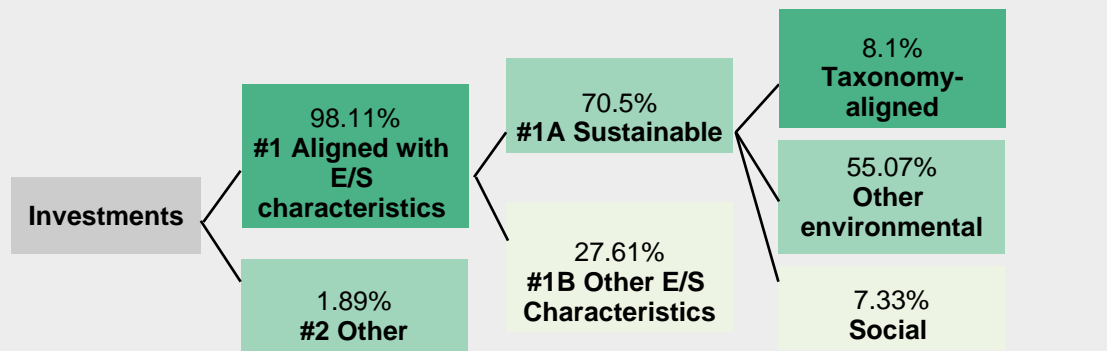 Investments
98.11%
#1 Aligned with
E/S
characteristics
1.89%
#2 Other
70.5%
#1A Sustainable
27.61%
#1B Other E/S
Characteristics
8.1%
Taxonomy-
aligned
55.07%
Other
environmental
7.33%
Social